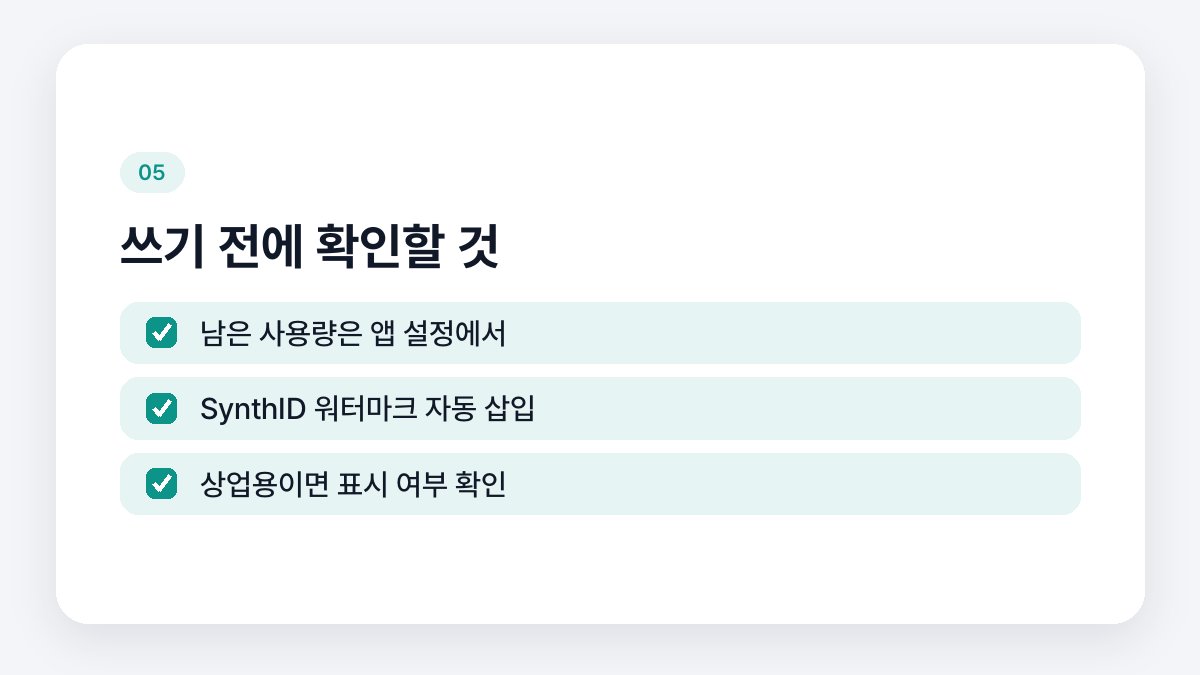 05
쓰기 전에 확인할 것
남은 사용량은 앱 설정에서
SynthID 워터마크 자동 삽입
상업용이면 표시 여부 확인